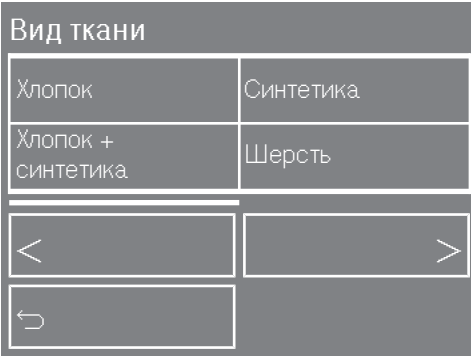 Вид ткани
Хлопок
Синтетика
Хлопок +
синтетика
Шерсть
<
>